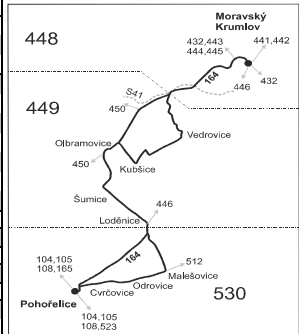 Moravský
Krumlov
448
432,443
444,445
441,442
164
446
432
S41
449
450
Vedrovice
Olbramovice
Kubšice
450
Šumice
446
Loděnice
164
512
104,105
108,165
Malešovice
Odrovice
Cvrčovice
530
Pohořelice
104,105
108,523